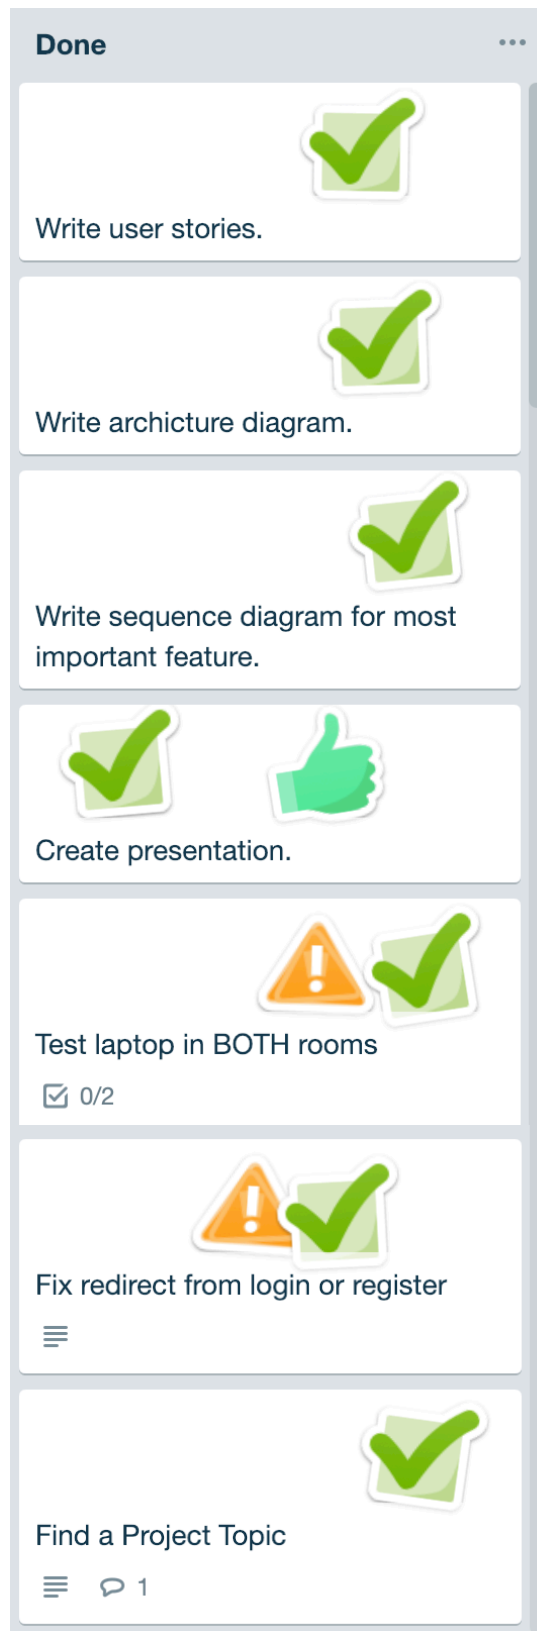 Done
Write user stories.
Write archicture diagram.
Write sequence diagram for most
important feature.
Create presentation.
Test laptop in BOTH rooms
0/2
Fix redirect from login or register
Find a Project Topic
1